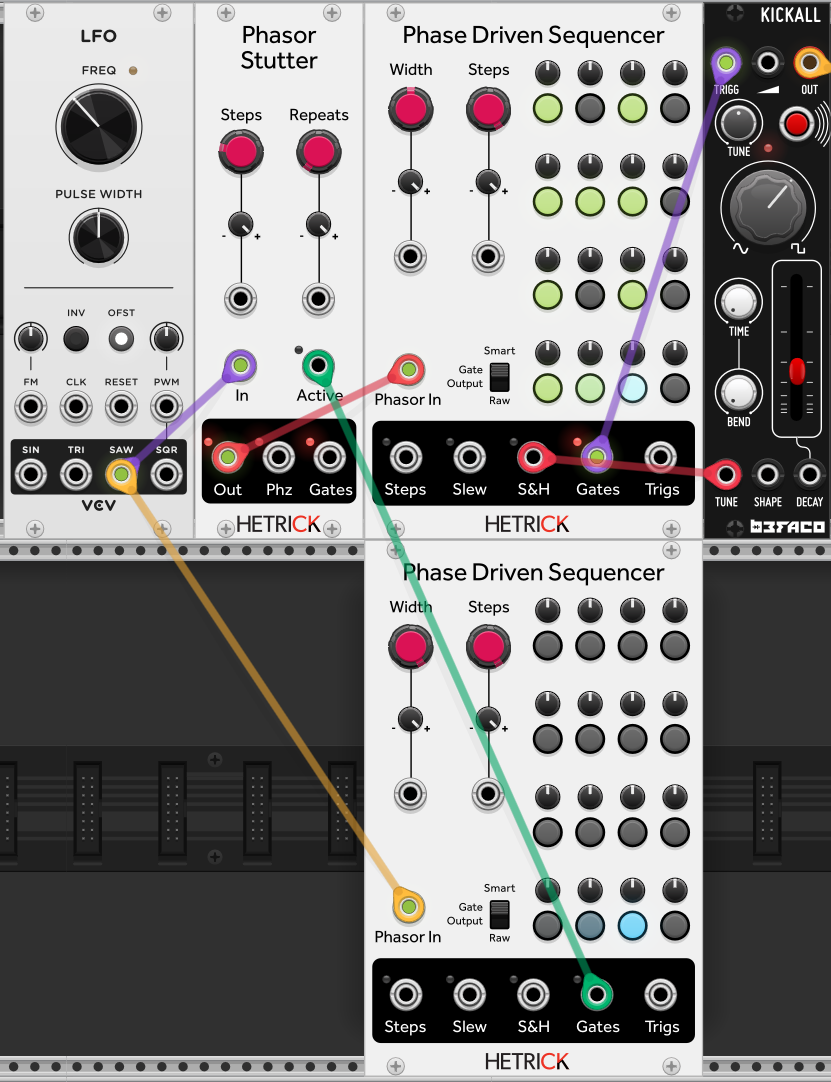 LFO
FREQ
PULSE WIDTH
INV OFST
FM CLK RESET PWM
SIN TRI SAW SQR
VCV
Phasor
Stutter
Steps Repeats
- + - +
In Active
Out Phz Gates
HETRICK
Phase Driven Sequencer
Width Steps
- + - +
Smart
Gate
Output
Raw
Phasor In
Steps Slew S&H Gates Trigs
HETRICK
KICKALL
TRIGG OUT
TUNE
TIME
BEND
TUNE SHAPE DECAY
BEFACO
Phase Driven Sequencer
Width Steps
- + - +
Smart
Gate
Output
Raw
Phasor In
Steps Slew S&H Gates Trigs
HETRICK